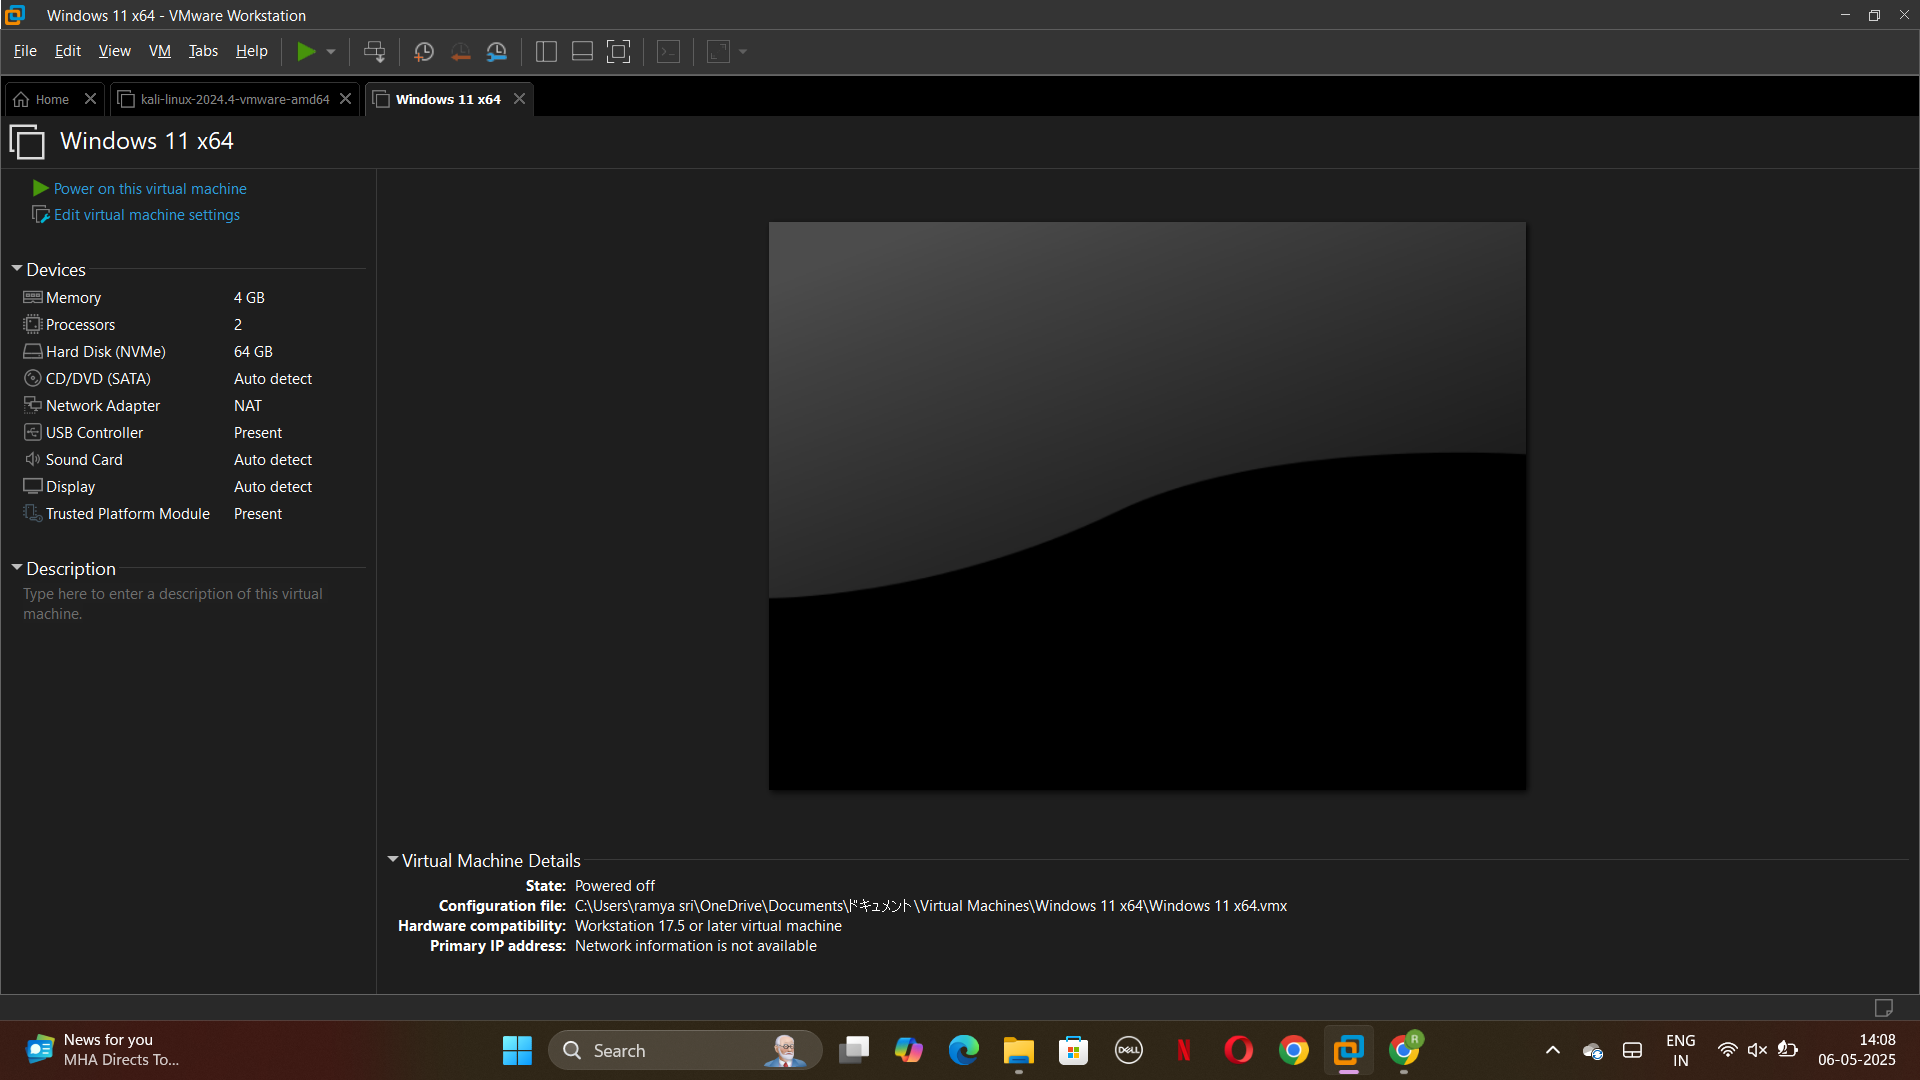 Windows 11 x64 - VMware Workstation
File Edit View VM Tabs Help
Home kali-linux-2024.4-vmware-amd64 Windows 11 x64
Windows 11 x64
Power on this virtual machine
Edit virtual machine settings
Devices
Memory 4 GB
Processors 2
Hard Disk (NVMe) 64 GB
CD/DVD (SATA) Auto detect
Network Adapter NAT
USB Controller Present
Sound Card Auto detect
Display Auto detect
Trusted Platform Module Present
Description
Type here to enter a description of this virtual
machine.
Virtual Machine Details
State: Powered off
Configuration file: C:\Users\ramya sri\OneDrive\Documents\ドキュメント\Virtual Machines\Windows 11 x64\Windows 11 x64.vmx
Hardware compatibility: Workstation 17.5 or later virtual machine
Primary IP address: Network information is not available
News for you
MHA Directs To...
Search
DELL
N
R
ENG
IN
14:08
06-05-2025